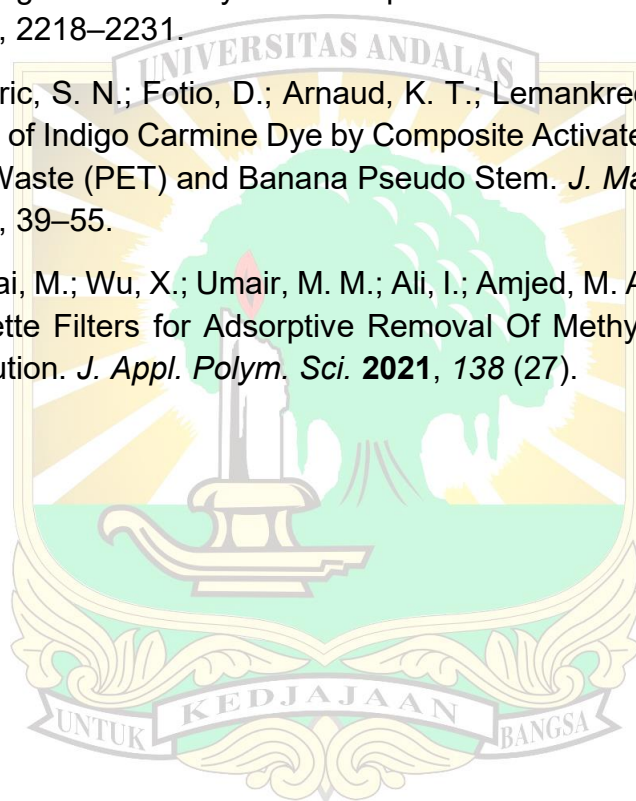 , 2218–2231.
UNIVERSITAS ANDALAS
ric, S. N.; Fotio, D.; Arnaud, K. T.; Lemankred
of Indigo Carmine Dye by Composite Activate
Waste (PET) and Banana Pseudo Stem. J. Ma
, 39–55.
ai, M.; Wu, X.; Umair, M. M.; Ali, I.; Amjed, M. A
ette Filters for Adsorptive Removal Of Methy
ution. J. Appl. Polym. Sci. 2021, 138 (27).
UNTUK KEDJAJAAN BANGSA